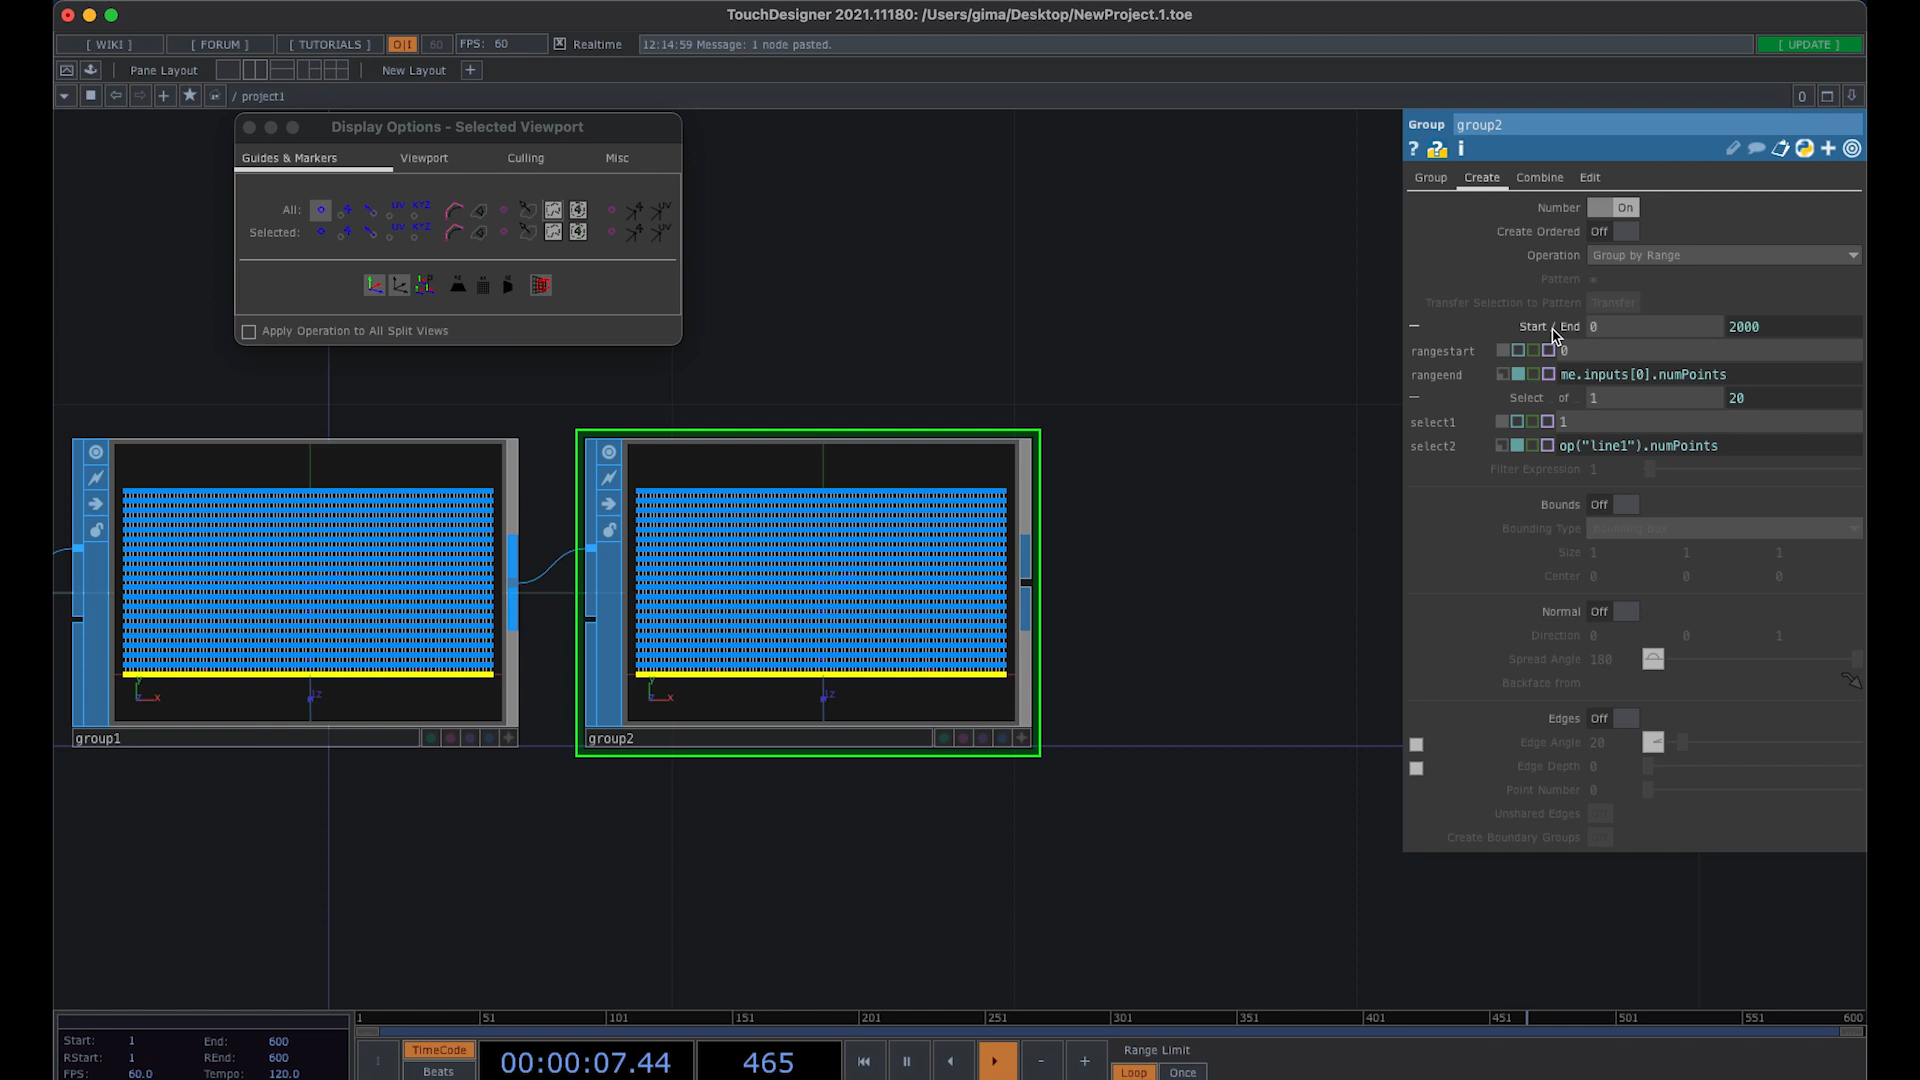 TouchDesigner 2021.11180: /Users/gima/Desktop/NewProject.1.toe
[ WIKI ] [ FORUM ] [ TUTORIALS ] O|I 60 FPS: 60 Realtime 12:14:59 Message: 1 node pasted. [ UPDATE ]
Pane Layout New Layout +
/ project1 0
Display Options - Selected Viewport
Guides & Markers Viewport Culling Misc
All:
Selected:
Apply Operation to All Split Views
group1
group2
Group group2
? ? i
Group Create Combine Edit
Number On
Create Ordered Off
Operation Group by Range
Pattern *
Transfer Selection to Pattern Transfer
Start / End 0 2000
rangestart 0
rangeend me.inputs[0].numPoints
Select of 1 20
select1 1
select2 op("line1").numPoints
Filter Expression 1
Bounds Off
Bounding Type Bounding Box
Size 1 1 1
Center 0 0 0
Normal Off
Direction 0 0 1
Spread Angle 180
Backface from
Edges Off
Edge Angle 20
Edge Depth 0
Point Number 0
Unshared Edges
Create Boundary Groups
1 51 101 151 201 251 301 351 401 451 501 551 600
Start: 1 End: 600
RStart: 1 REnd: 600
FPS: 60.0 Tempo: 120.0
TimeCode
Beats
00:00:07.44 465
- +
Range Limit
Loop Once